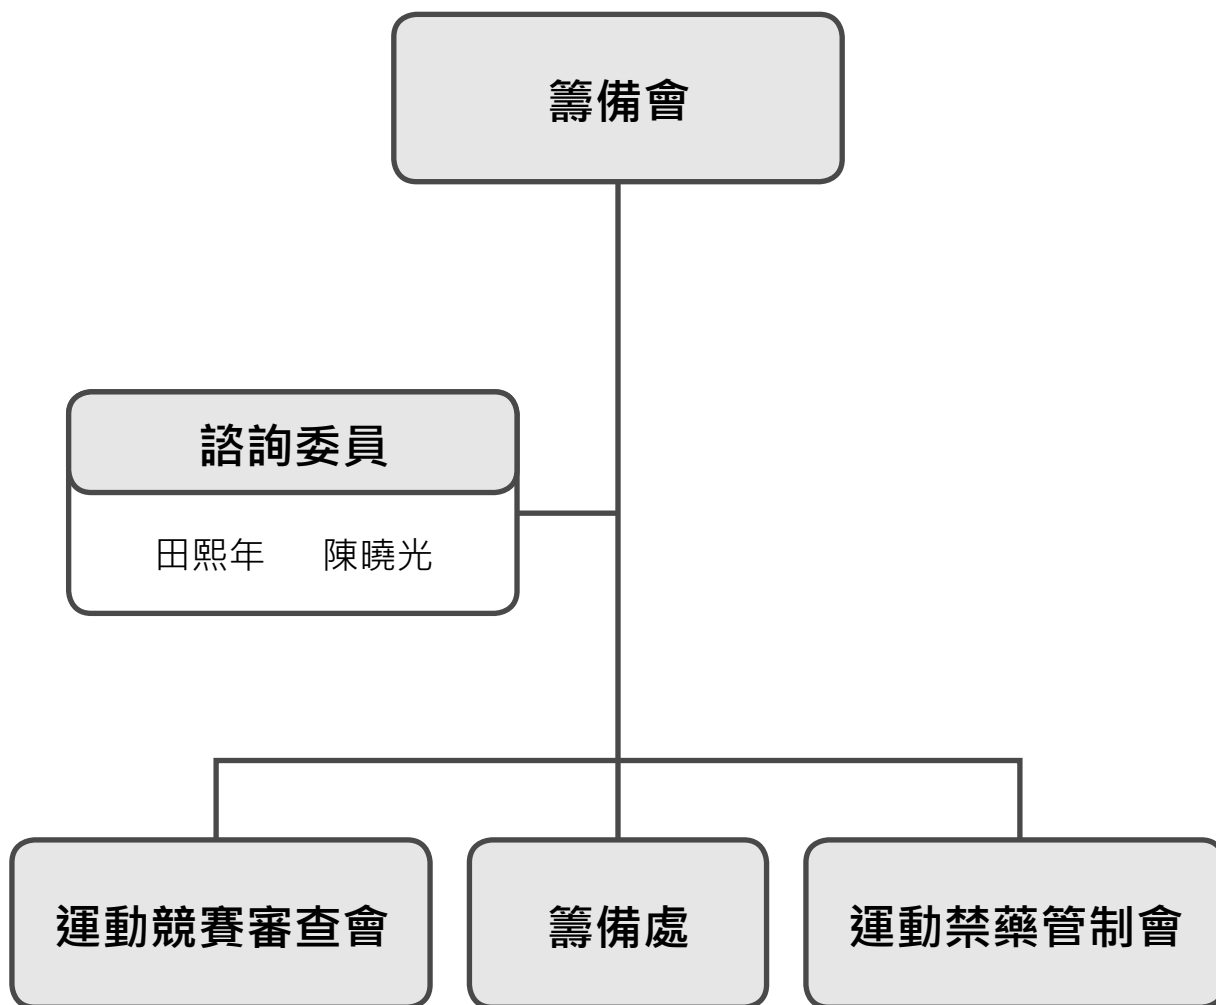 籌備會
諮詢委員
田熙年 陳曉光
運動競賽審查會
籌備處
運動禁藥管制會